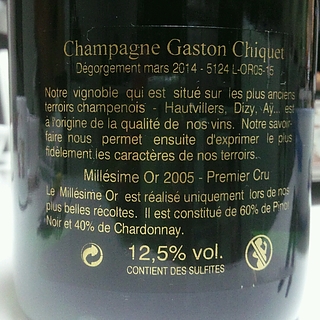 Champagne Gaston Chiquet
Dégorgement mars 2014 - 5124 L-OR05-15
Notre vignoble qui est situé sur les plus anciens
terroirs champenois - Hautvillers, Dizy, Aÿ... est
à l'origine de la qualité de nos vins. Notre savoir-
faire nous permet ensuite d'exprimer le plus
fidèlement les caractères de nos terroirs.
Millésime Or 2005 - Premier Cru
Le Millésime Or est réalisé uniquement lors de nos
plus belles récoltes. Il est constitué de 60% de Pinot
Noir et 40% de Chardonnay.
12,5% vol.
CONTIENT DES SULFITES